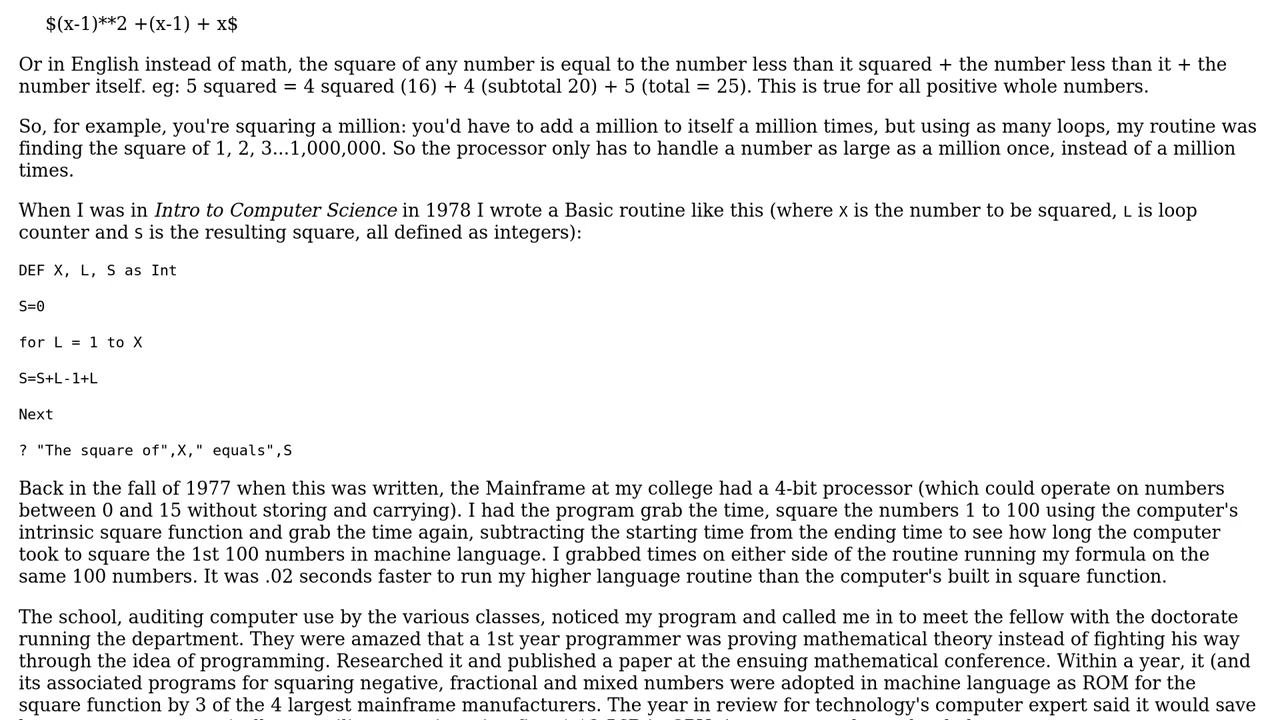 $(x-1)**2 +(x-1) + x$
Or in English instead of math, the square of any number is equal to the number less than it squared + the number less than it + the
number itself. eg: 5 squared = 4 squared (16) + 4 (subtotal 20) + 5 (total = 25). This is true for all positive whole numbers.
So, for example, you're squaring a million: you'd have to add a million to itself a million times, but using as many loops, my routine was
finding the square of 1, 2, 3...1,000,000. So the processor only has to handle a number as large as a million once, instead of a million
times.
When I was in Intro to Computer Science in 1978 I wrote a Basic routine like this (where X is the number to be squared, L is loop
counter and S is the resulting square, all defined as integers):
DEF X, L, S as Int
S=0
for L = 1 to X
S=S+L-1+L
Next
? "The square of",X," equals",S
Back in the fall of 1977 when this was written, the Mainframe at my college had a 4-bit processor (which could operate on numbers
between 0 and 15 without storing and carrying). I had the program grab the time, square the numbers 1 to 100 using the computer's
intrinsic square function and grab the time again, subtracting the starting time from the ending time to see how long the computer
took to square the 1st 100 numbers in machine language. I grabbed times on either side of the routine running my formula on the
same 100 numbers. It was .02 seconds faster to run my higher language routine than the computer's built in square function.
The school, auditing computer use by the various classes, noticed my program and called me in to meet the fellow with the doctorate
running the department. They were amazed that a 1st year programmer was proving mathematical theory instead of fighting his way
through the idea of programming. Researched it and published a paper at the ensuing mathematical conference. Within a year, it (and
its associated programs for squaring negative, fractional and mixed numbers were adopted in machine language as ROM for the
square function by 3 of the 4 largest mainframe manufacturers. The year in review for technology's computer expert said it would save